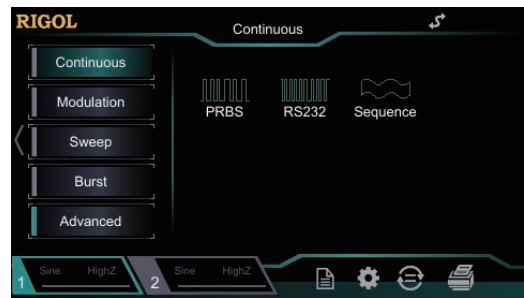 RIGOL
Continuous
Continuous
Modulation
Sweep
Burst
Advanced
PRBS RS232 Sequence
1 Sine HighZ 2 Sine HighZ